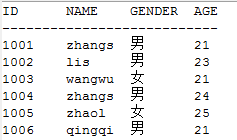 ID NAME GENDER AGE
----------------------------
1001 zhangs 男 21
1002 lis 男 23
1003 wangwu 女 21
1004 zhangs 男 24
1005 zhaol 女 25
1006 qingqi 男 21